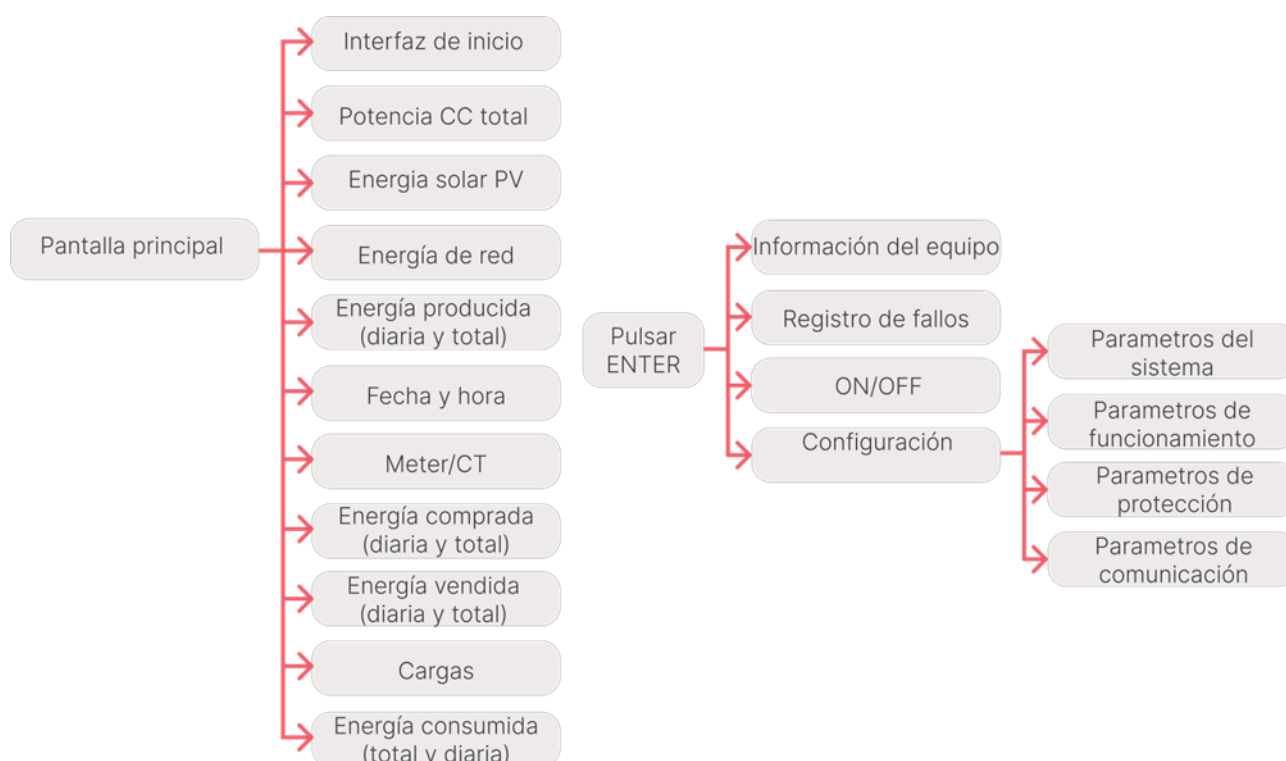 Interfaz de inicio
Potencia CC total
Energia solar PV
Pantalla principal
Energía de red
Energía producida
(diaria y total)
Fecha y hora
Meter/CT
Energía comprada
(diaria y total)
Energía vendida
(diaria y total)
Cargas
Energía consumida
(total y diaria)
Pulsar
ENTER
Información del equipo
Registro de fallos
ON/OFF
Configuración
Parametros del
sistema
Parametros de
funcionamiento
Parametros de
protección
Parametros de
comunicación